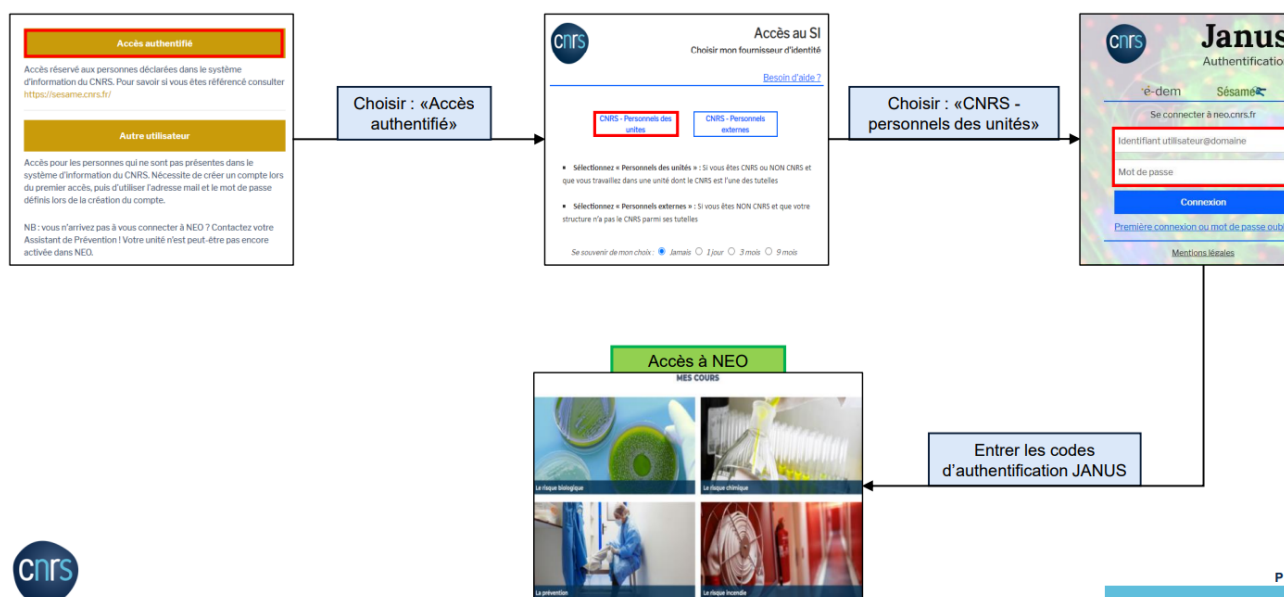 Accès authentifié
Accès réservé aux personnes déclarées dans le système
d'information du CNRS. Pour savoir si vous êtes référencé consulter
https://sesame.cnrs.fr/
Autre utilisateur
Accès pour les personnes qui ne sont pas présentes dans le
système d'information du CNRS. Nécessite de créer un compte lors
du premier accès, puis d'utiliser l'adresse mail et le mot de passe
définis lors de la création du compte.
NB : vous n'arrivez pas à vous connecter à NEO ? Contactez votre
Assistant de Prévention ! Votre unité n'est peut-être pas encore
activée dans NEO.
Choisir : «Accès
authentifié»
cnrs
Accès au SI
Choisir mon fournisseur d'identité
Besoin d'aide ?
CNRS - Personnels des
unites
CNRS - Personnels
externes
▪ Sélectionnez « Personnels des unités » : Si vous êtes CNRS ou NON CNRS et
que vous travaillez dans une unité dont le CNRS est l'une des tutelles
▪ Sélectionnez « Personnels externes » : Si vous êtes NON CNRS et que votre
structure n'a pas le CNRS parmi ses tutelles
Se souvenir de mon choix : Jamais 1 jour 3 mois 9 mois
Choisir : «CNRS -
personnels des unités»
cnrs
Janus
Authentification
é-dem Sésame
Se connecter à neo.cnrs.fr
Identifiant utilisateur@domaine
Mot de passe
Connexion
Première connexion ou mot de passe oubli
Mentions légales
Entrer les codes
d'authentification JANUS
Accès à NEO
MES COURS
Le risque biologique
Le risque chimique
La prévention
Le risque incendie
cnrs
P